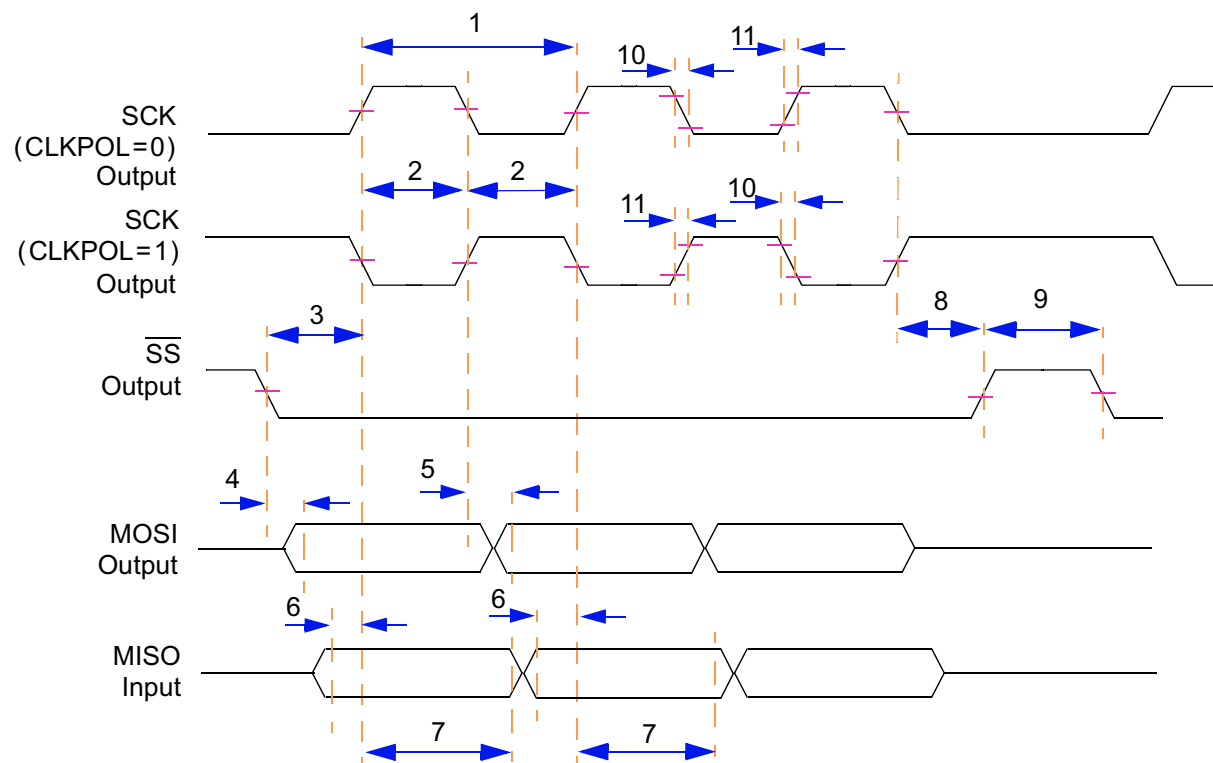 1
10
11
SCK
(CLKPOL=0)
Output
2
2
10
SCK
11
(CLKPOL=1)
Output
3
8
9
SS
Output
4
5
MOSI
Output
6
6
MISO
Input
7
7